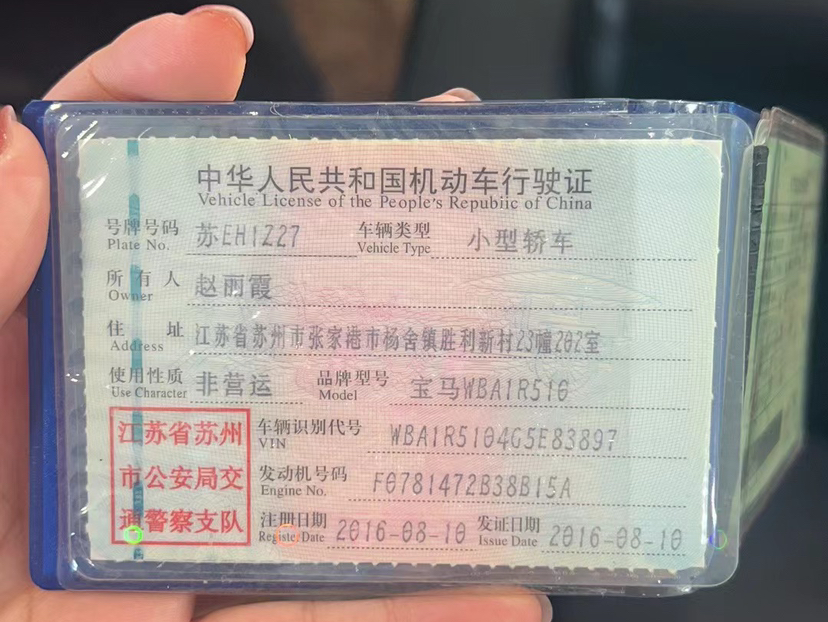 中华人民共和国机动车行驶证
Vehicle License of the People's Republic of China
号牌号码 苏EH1Z27 车辆类型 小型轿车
Plate No. Vehicle Type
所有人 赵丽霞
Owner
住址 江苏省苏州市张家港市杨舍镇胜利新村23幢202室
Address
使用性质 非营运 品牌型号 宝马WBA1R510
Use Character Model
江苏省苏州
市公安局交
通警察支队
车辆识别代号 WBA1R5104G5E83897
VIN
发动机号码 F0781472B38B15A
Engine No.
注册日期 2016-08-10 发证日期 2016-08-10
Register Date Issue Date